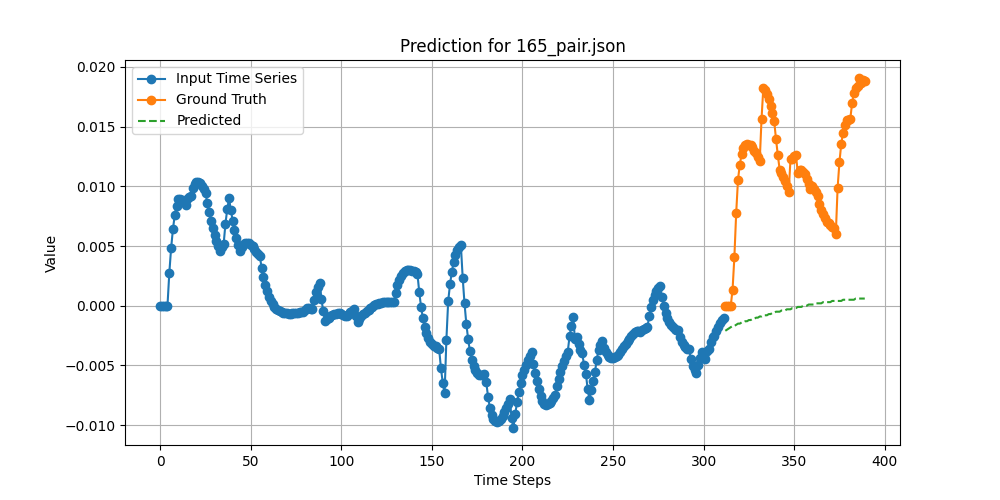 Prediction for 165_pair.json
Input Time Series
Ground Truth
Predicted
0.020
0.015
0.010
0.005
0.000
−0.005
−0.010
Value
0 50 100 150 200 250 300 350 400
Time Steps